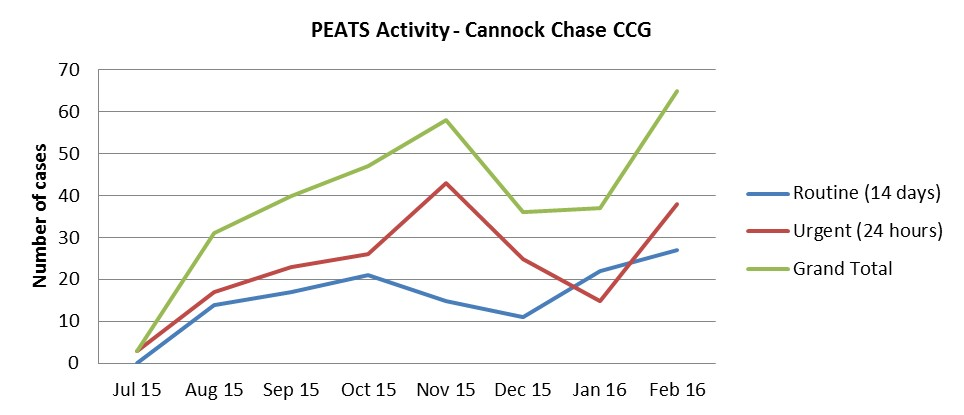 PEATS Activity - Cannock Chase CCG
Number of cases
70
60
50
40
30
20
10
0
Jul 15 Aug 15 Sep 15 Oct 15 Nov 15 Dec 15 Jan 16 Feb 16
Routine (14 days)
Urgent (24 hours)
Grand Total